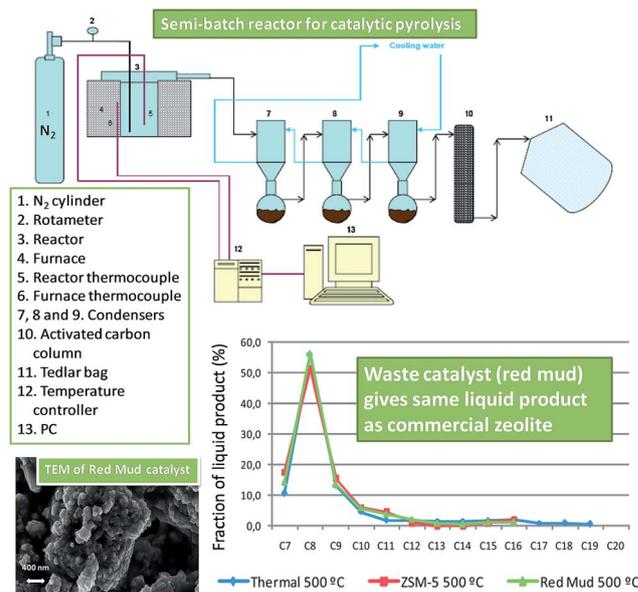 Semi-batch reactor for catalytic pyrolysis
Cooling water
2
3
1
N2
4
5
6
7
8
9
10
11
12
13
1. N2 cylinder
2. Rotameter
3. Reactor
4. Furnace
5. Reactor thermocouple
6. Furnace thermocouple
7, 8 and 9. Condensers
10. Activated carbon
column
11. Tedlar bag
12. Temperature
controller
13. PC
TEM of Red Mud catalyst
400 nm
Fraction of liquid product (%)
60,0
50,0
40,0
30,0
20,0
10,0
0,0
Waste catalyst (red mud)
gives same liquid product
as commercial zeolite
C7 C8 C9 C10 C11 C12 C13 C14 C15 C16 C17 C18 C19 C20
Thermal 500 ºC ZSM-5 500 ºC Red Mud 500 ºC